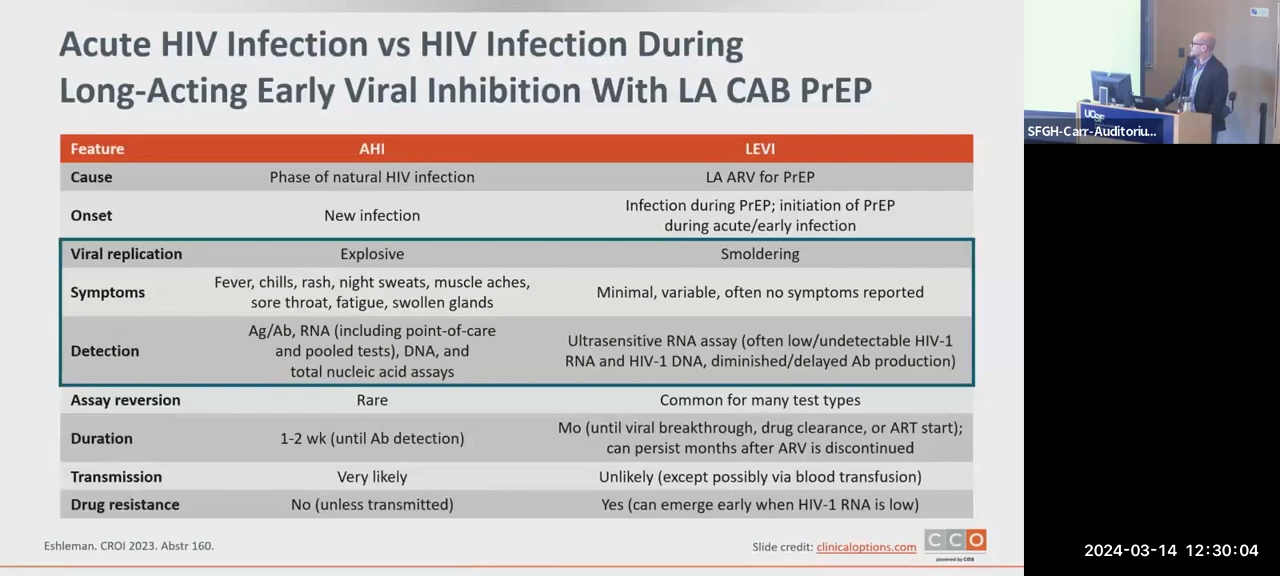 Acute HIV Infection vs HIV Infection During
Long-Acting Early Viral Inhibition With LA CAB PrEP
Feature AHI LEVI
Cause Phase of natural HIV infection LA ARV for PrEP
Onset New infection Infection during PrEP; initiation of PrEP
during acute/early infection
Viral replication Explosive Smoldering
Symptoms Fever, chills, rash, night sweats, muscle aches,
sore throat, fatigue, swollen glands Minimal, variable, often no symptoms reported
Detection Ag/Ab, RNA (including point-of-care
and pooled tests), DNA, and
total nucleic acid assays Ultrasensitive RNA assay (often low/undetectable HIV-1
RNA and HIV-1 DNA, diminished/delayed Ab production)
Assay reversion Rare Common for many test types
Duration 1-2 wk (until Ab detection) Mo (until viral breakthrough, drug clearance, or ART start);
can persist months after ARV is discontinued
Transmission Very likely Unlikely (except possibly via blood transfusion)
Drug resistance No (unless transmitted) Yes (can emerge early when HIV-1 RNA is low)
Eshleman. CROI 2023. Abstr 160.
Slide credit: clinicaloptions.com
CCO
powered by CEA
UCSF
SFGH-Carr-Auditoriu...
2024-03-14 12:30:04